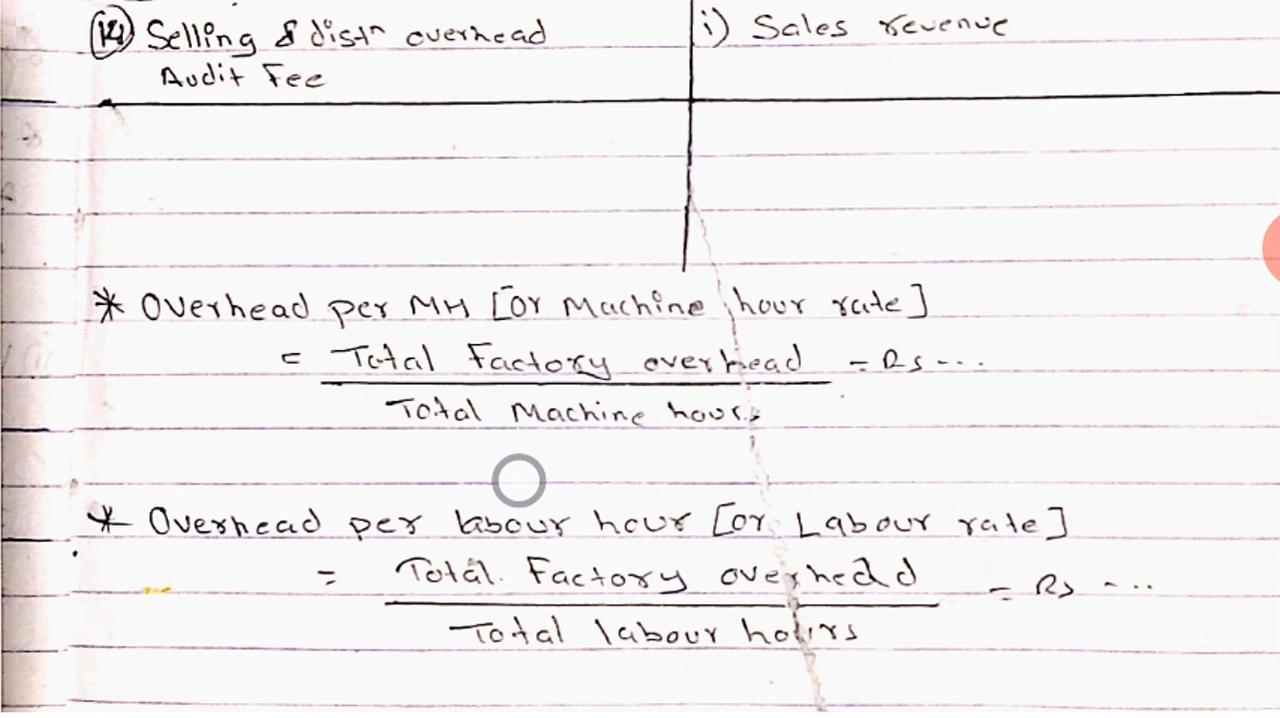 (14) Selling & distn overhead
Audit Fee
i) Sales revenue
* Overhead per MH [or Machine hour rate]
= Total Factory overhead = Rs ---
Total Machine hours
* Overhead per labour hour [or Labour rate]
= Total Factory overhead = Rs ---
Total labour hours